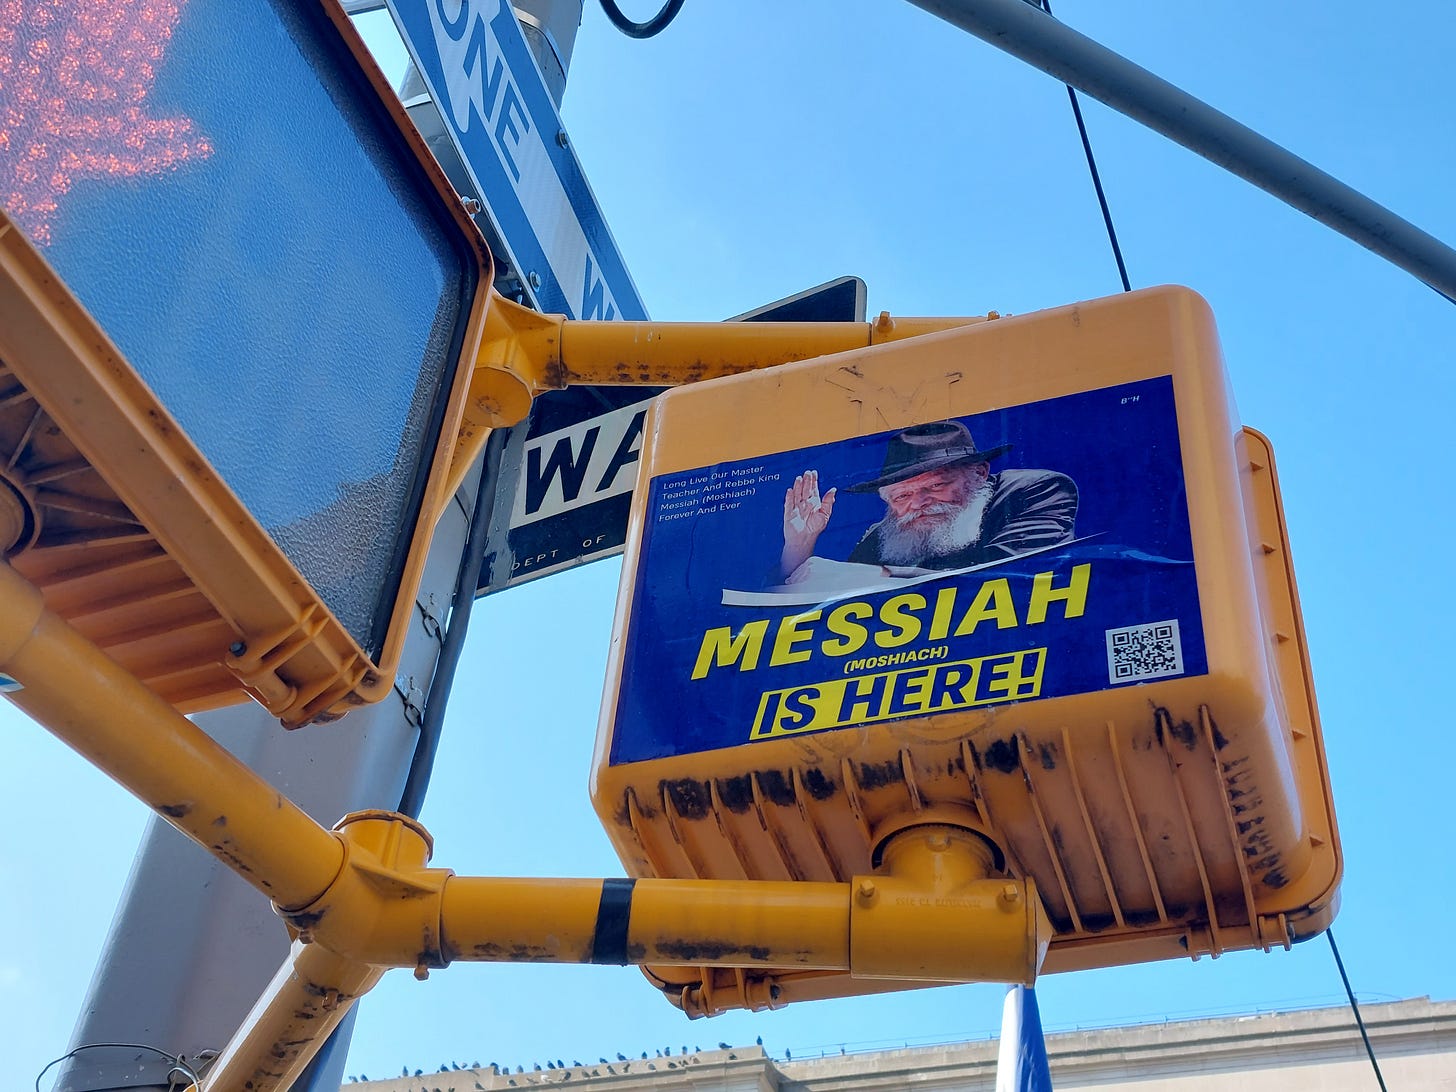 ONE
W
WA
DEPT OF
B"H
Long Live Our Master
Teacher And Rebbe King
Messiah (Moshiach)
Forever And Ever
MESSIAH
(MOSHIACH)
IS HERE!